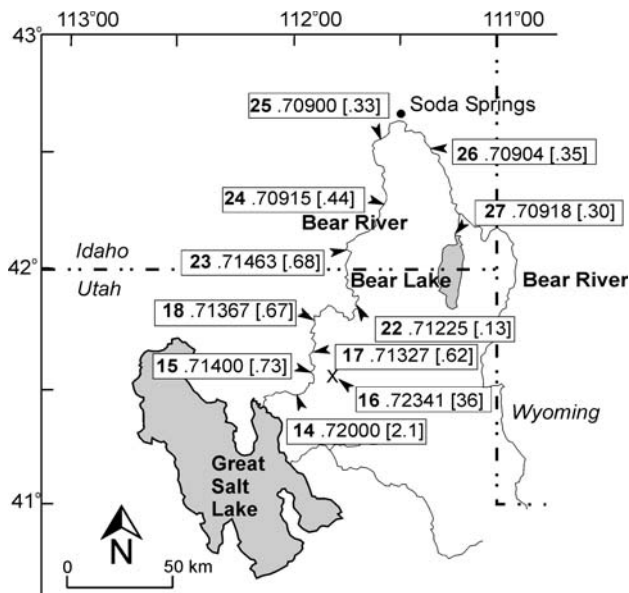 113°00' 112°00' 111°00'
43°
25 .70900 [.33]
Soda Springs
26 .70904 [.35]
24 .70915 [.44]
27 .70918 [.30]
Bear River
Idaho
23 .71463 [.68]
42°
Utah
Bear Lake
Bear River
18 .71367 [.67]
22 .71225 [.13]
17 .71327 [.62]
15 .71400 [.73]
X
16 .72341 [36]
Wyoming
14 .72000 [2.1]
Great
Salt
Lake
41°
N
0 50 km